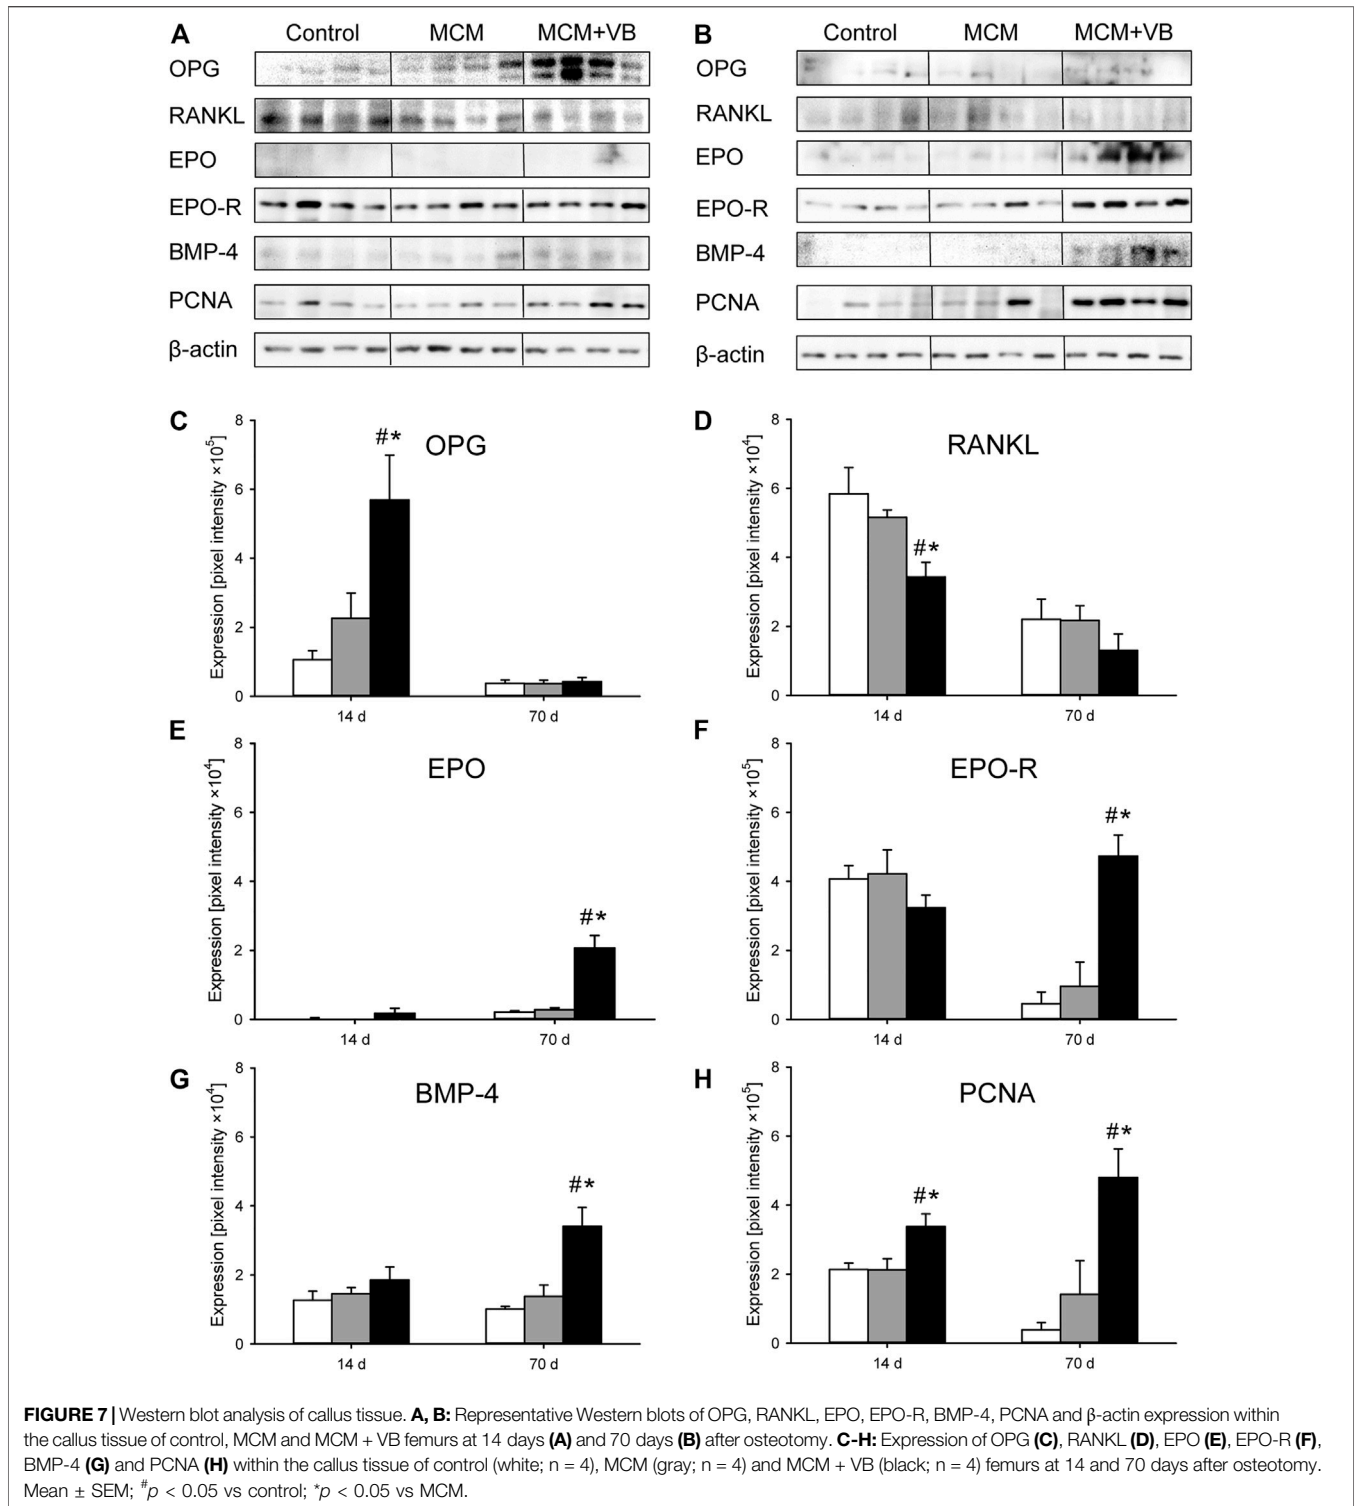 A Control MCM MCM+VB
OPG
RANKL
EPO
EPO-R
BMP-4
PCNA
β-actin
B Control MCM MCM+VB
OPG
RANKL
EPO
EPO-R
BMP-4
PCNA
β-actin
C
OPG
Expression [pixel intensity ×10⁵]
8
6
4
2
0
#*
14 d 70 d
D
RANKL
Expression [pixel intensity ×10⁴]
8
6
4
2
0
#*
14 d 70 d
E
EPO
Expression [pixel intensity ×10⁴]
8
6
4
2
0
#*
14 d 70 d
F
EPO-R
Expression [pixel intensity ×10⁵]
8
6
4
2
0
#*
14 d 70 d
G
BMP-4
Expression [pixel intensity ×10⁴]
8
6
4
2
0
#*
14 d 70 d
H
PCNA
Expression [pixel intensity ×10⁵]
8
6
4
2
0
#*
#*
14 d 70 d
FIGURE 7 | Western blot analysis of callus tissue. A, B: Representative Western blots of OPG, RANKL, EPO, EPO-R, BMP-4, PCNA and β-actin expression within
the callus tissue of control, MCM and MCM + VB femurs at 14 days (A) and 70 days (B) after osteotomy. C-H: Expression of OPG (C), RANKL (D), EPO (E), EPO-R (F),
BMP-4 (G) and PCNA (H) within the callus tissue of control (white; n = 4), MCM (gray; n = 4) and MCM + VB (black; n = 4) femurs at 14 and 70 days after osteotomy.
Mean ± SEM; #p < 0.05 vs control; *p < 0.05 vs MCM.